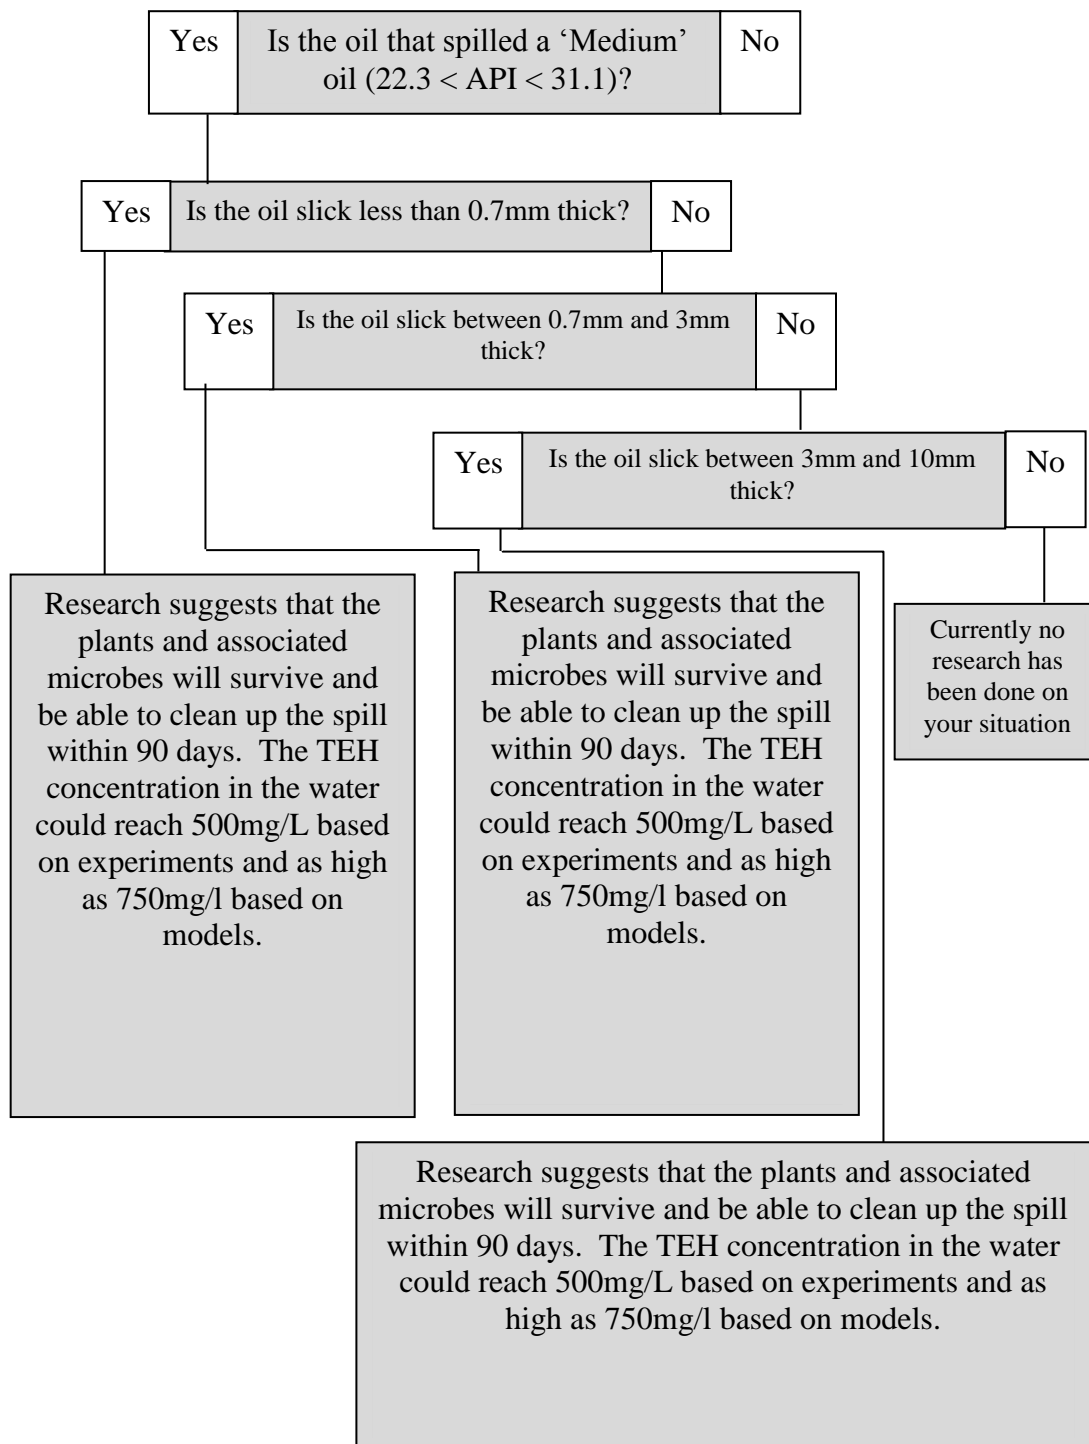 Yes
Is the oil that spilled a ‘Medium’
oil (22.3 < API < 31.1)?
No
Yes
Is the oil slick less than 0.7mm thick?
No
Yes
Is the oil slick between 0.7mm and 3mm
thick?
No
Yes
Is the oil slick between 3mm and 10mm
thick?
No
Research suggests that the
plants and associated
microbes will survive and
be able to clean up the spill
within 90 days.  The TEH
concentration in the water
could reach 500mg/L based
on experiments and as high
as 750mg/l based on
models.
Research suggests that the
plants and associated
microbes will survive and
be able to clean up the spill
within 90 days.  The TEH
concentration in the water
could reach 500mg/L based
on experiments and as high
as 750mg/l based on
models.
Currently no
research has
been done on
your situation
Research suggests that the plants and associated
microbes will survive and be able to clean up the spill
within 90 days.  The TEH concentration in the water
could reach 500mg/L based on experiments and as
high as 750mg/l based on models.